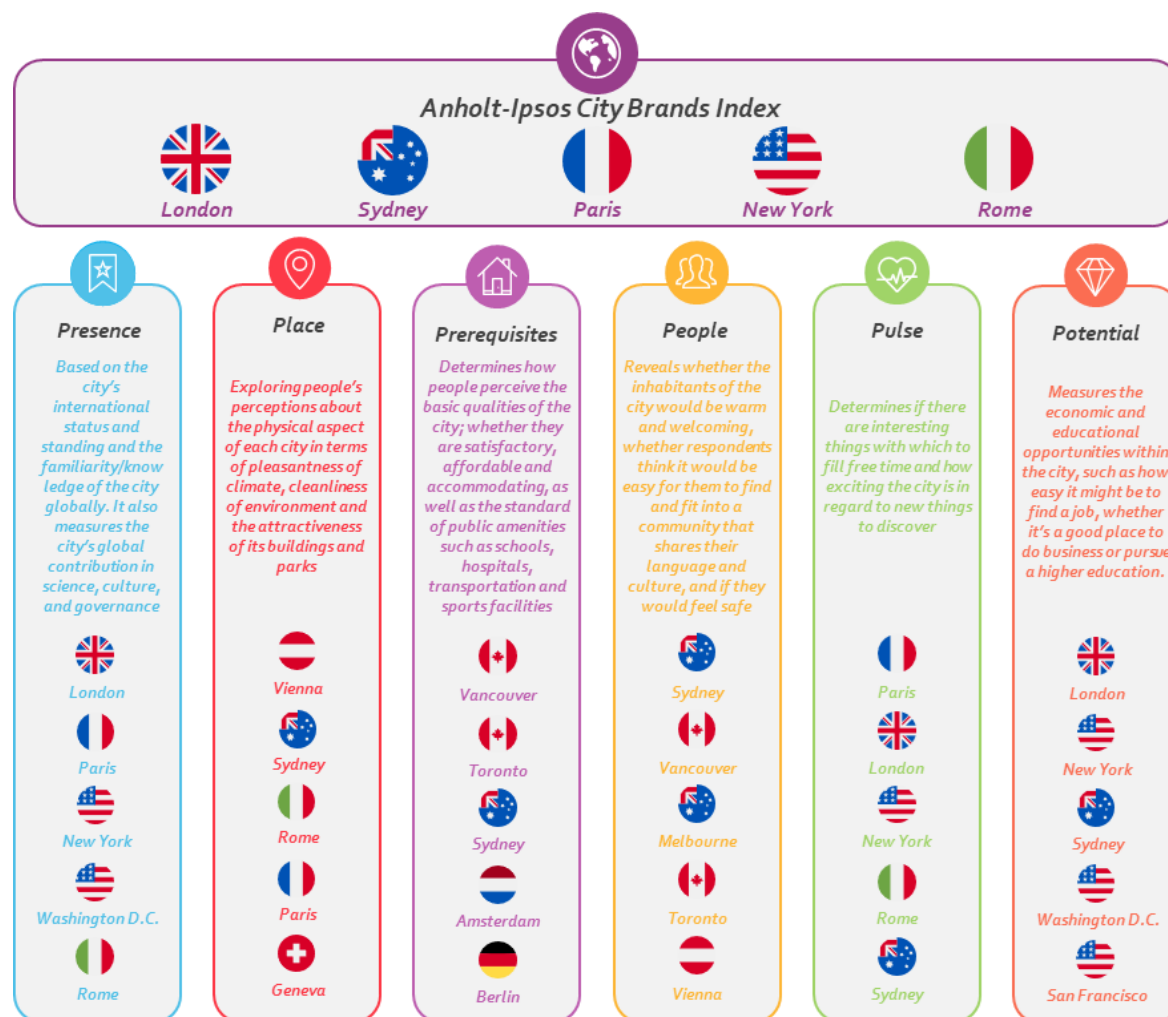 Anholt-Ipsos City Brands Index
London
Sydney
Paris
New York
Rome
Presence
Based on the
city's
international
status and
standing and the
familiarity/know
ledge of the city
globally. It also
measures the
city's global
contribution in
science, culture,
and governance
London
Paris
New York
Washington D.C.
Rome
Place
Exploring people's
perceptions about
the physical aspect
of each city in terms
of pleasantness of
climate, cleanliness
of environment and
the attractiveness
of its buildings and
parks
Vienna
Sydney
Rome
Paris
Geneva
Prerequisites
Determines how
people perceive the
basic qualities of the
city; whether they
are satisfactory,
affordable and
accommodating, as
well as the standard
of public amenities
such as schools,
hospitals,
transportation and
sports facilities
Vancouver
Toronto
Sydney
Amsterdam
Berlin
People
Reveals whether the
inhabitants of the
city would be warm
and welcoming,
whether respondents
think it would be
easy for them to find
and fit into a
community that
shares their
language and
culture, and if they
would feel safe
Sydney
Vancouver
Melbourne
Toronto
Vienna
Pulse
Determines if there
are interesting
things with which to
fill free time and how
exciting the city is in
regard to new things
to discover
Paris
London
New York
Rome
Sydney
Potential
Measures the
economic and
educational
opportunities within
the city, such as how
easy it might be to
find a job, whether
it's a good place to
do business or pursue
a higher education.
London
New York
Sydney
Washington D.C.
San Francisco